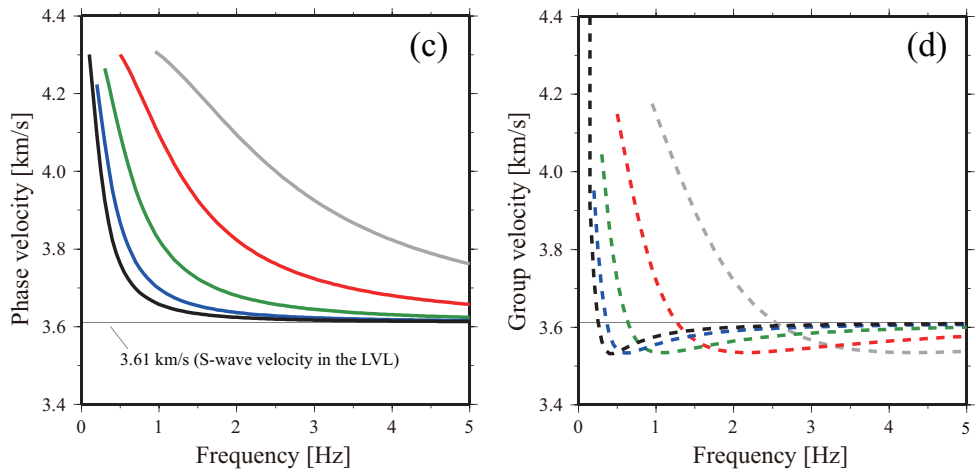 (c)
Phase velocity [km/s]
4.4
4.2
4.0
3.8
3.6
3.4
3.61 km/s (S-wave velocity in the LVL)
0 1 2 3 4 5
Frequency [Hz]
(d)
Group velocity [km/s]
4.4
4.2
4.0
3.8
3.6
3.4
0 1 2 3 4 5
Frequency [Hz]